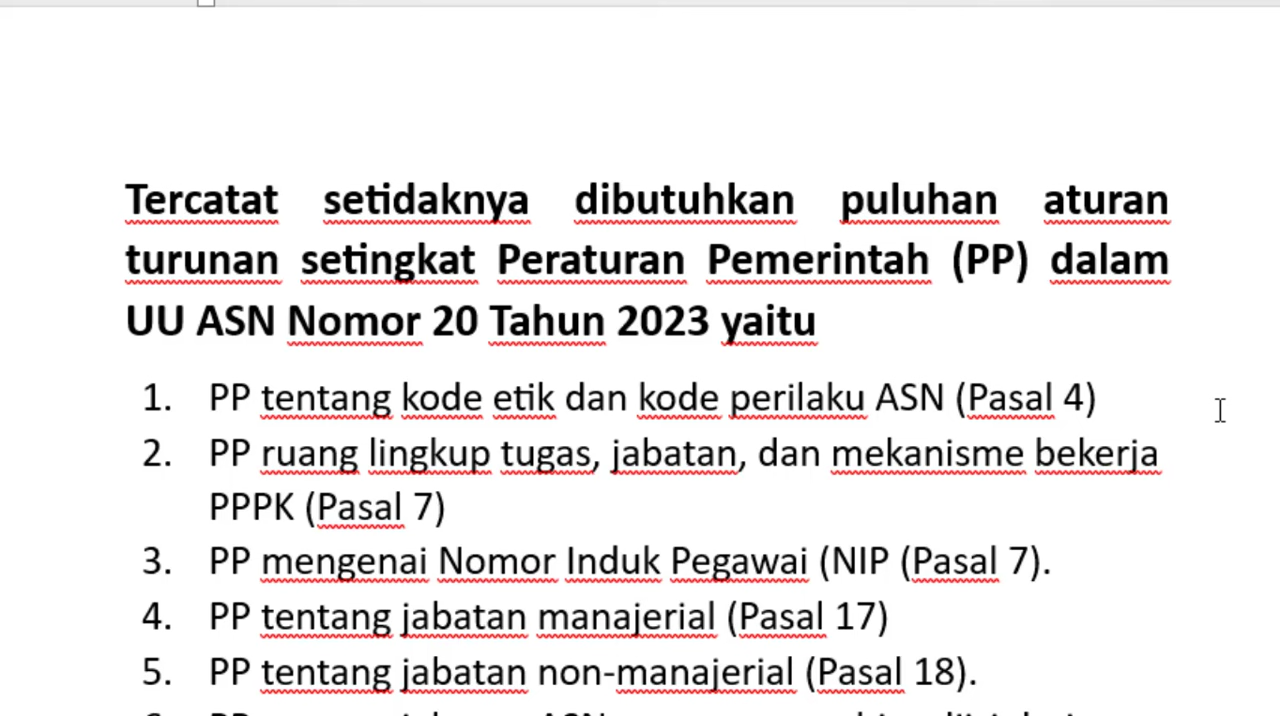 Tercatat setidaknya dibutuhkan puluhan aturan
turunan setingkat Peraturan Pemerintah (PP) dalam
UU ASN Nomor 20 Tahun 2023 yaitu
1. PP tentang kode etik dan kode perilaku ASN (Pasal 4)
2. PP ruang lingkup tugas, jabatan, dan mekanisme bekerja
PPPK (Pasal 7)
3. PP mengenai Nomor Induk Pegawai (NIP (Pasal 7).
4. PP tentang jabatan manajerial (Pasal 17)
5. PP tentang jabatan non-manajerial (Pasal 18).